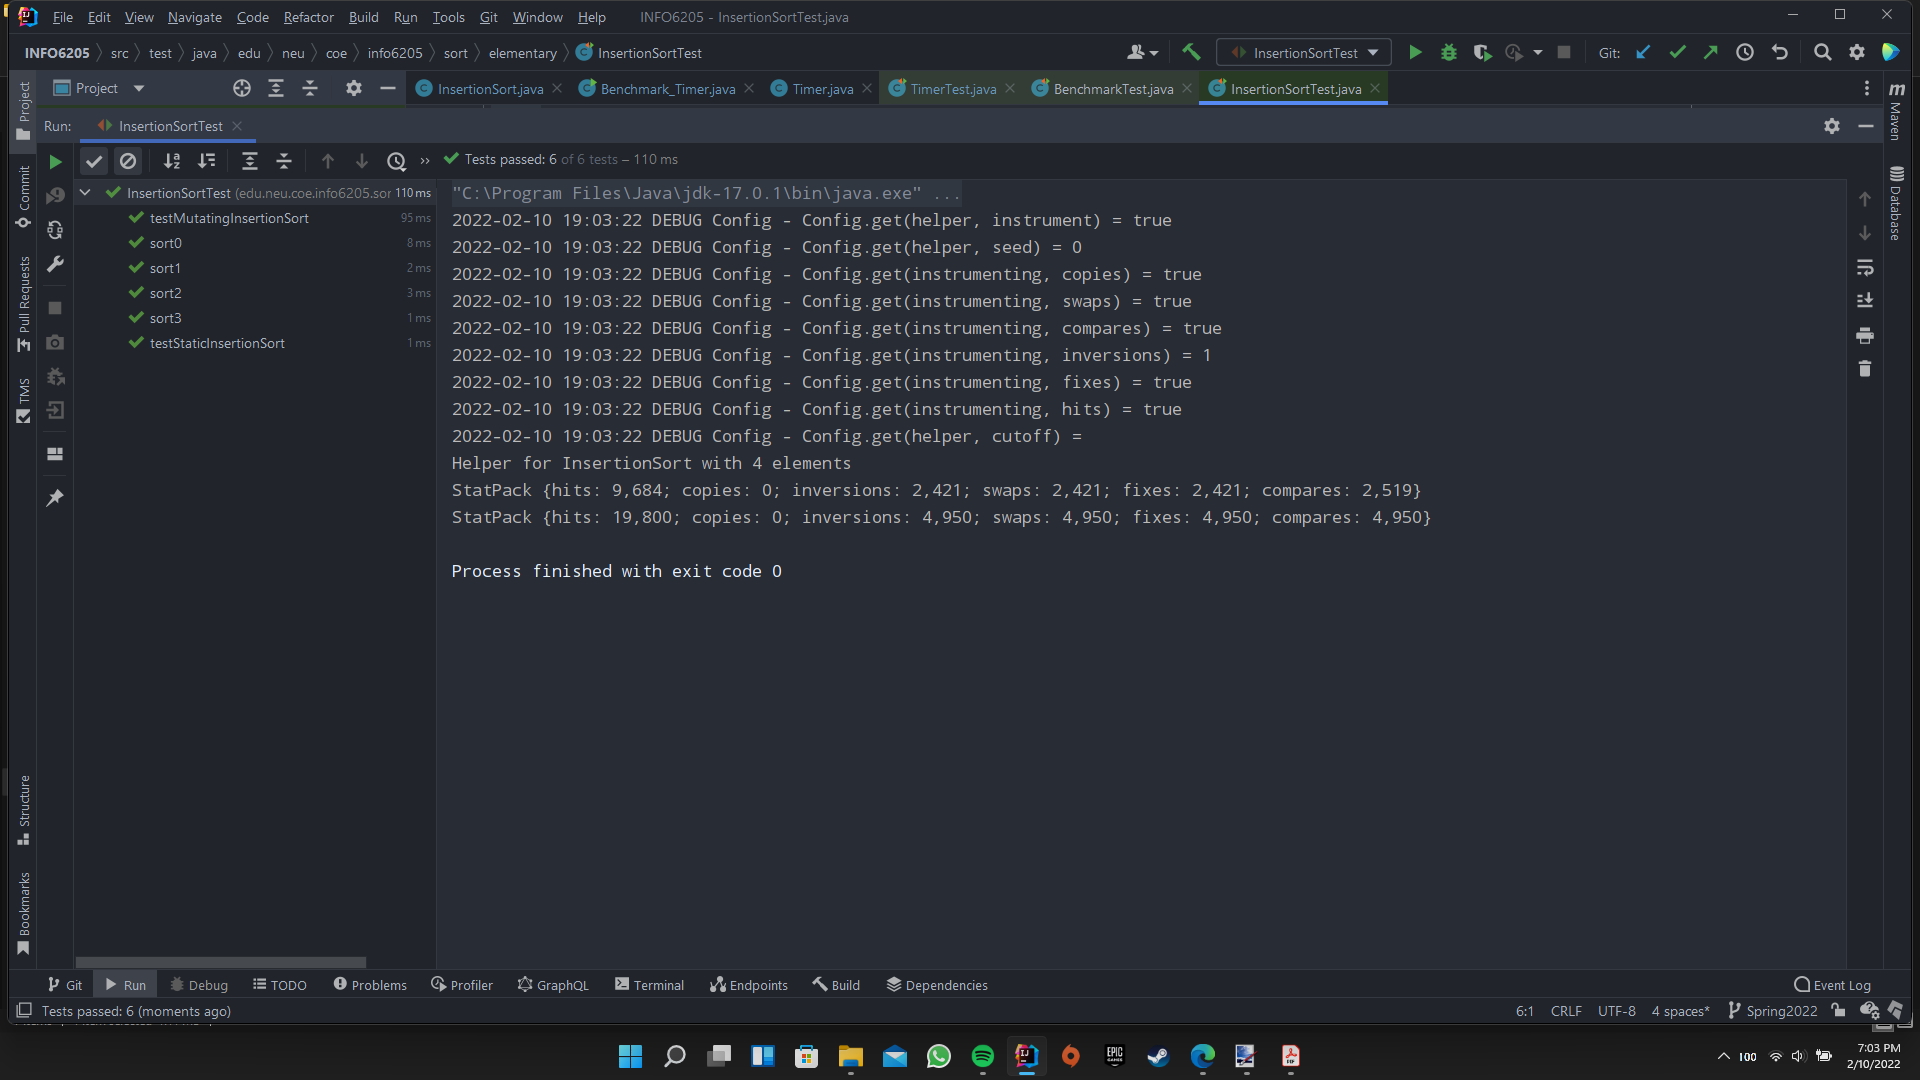 File Edit View Navigate Code Refactor Build Run Tools Git Window Help INFO6205 - InsertionSortTest.java
INFO6205 src test java edu neu coe info6205 sort elementary InsertionSortTest InsertionSortTest Git:
Project InsertionSort.java Benchmark_Timer.java Timer.java TimerTest.java BenchmarkTest.java InsertionSortTest.java
Run: InsertionSortTest
Tests passed: 6 of 6 tests – 110 ms
InsertionSortTest (edu.neu.coe.info6205.sor 110 ms
testMutatingInsertionSort 95 ms
sort0 8 ms
sort1 2 ms
sort2 3 ms
sort3 1 ms
testStaticInsertionSort 1 ms
"C:\Program Files\Java\jdk-17.0.1\bin\java.exe" ...
2022-02-10 19:03:22 DEBUG Config - Config.get(helper, instrument) = true
2022-02-10 19:03:22 DEBUG Config - Config.get(helper, seed) = 0
2022-02-10 19:03:22 DEBUG Config - Config.get(instrumenting, copies) = true
2022-02-10 19:03:22 DEBUG Config - Config.get(instrumenting, swaps) = true
2022-02-10 19:03:22 DEBUG Config - Config.get(instrumenting, compares) = true
2022-02-10 19:03:22 DEBUG Config - Config.get(instrumenting, inversions) = 1
2022-02-10 19:03:22 DEBUG Config - Config.get(instrumenting, fixes) = true
2022-02-10 19:03:22 DEBUG Config - Config.get(instrumenting, hits) = true
2022-02-10 19:03:22 DEBUG Config - Config.get(helper, cutoff) =
Helper for InsertionSort with 4 elements
StatPack {hits: 9,684; copies: 0; inversions: 2,421; swaps: 2,421; fixes: 2,421; compares: 2,519}
StatPack {hits: 19,800; copies: 0; inversions: 4,950; swaps: 4,950; fixes: 4,950; compares: 4,950}
Process finished with exit code 0
Project
Commit
Pull Requests
TMS
Structure
Bookmarks
Maven
Database
Git Run Debug TODO Problems Profiler GraphQL Terminal Endpoints Build Dependencies Event Log
Tests passed: 6 (moments ago) 6:1 CRLF UTF-8 4 spaces* Spring2022
EPIC GAMES
100
7:03 PM
2/10/2022